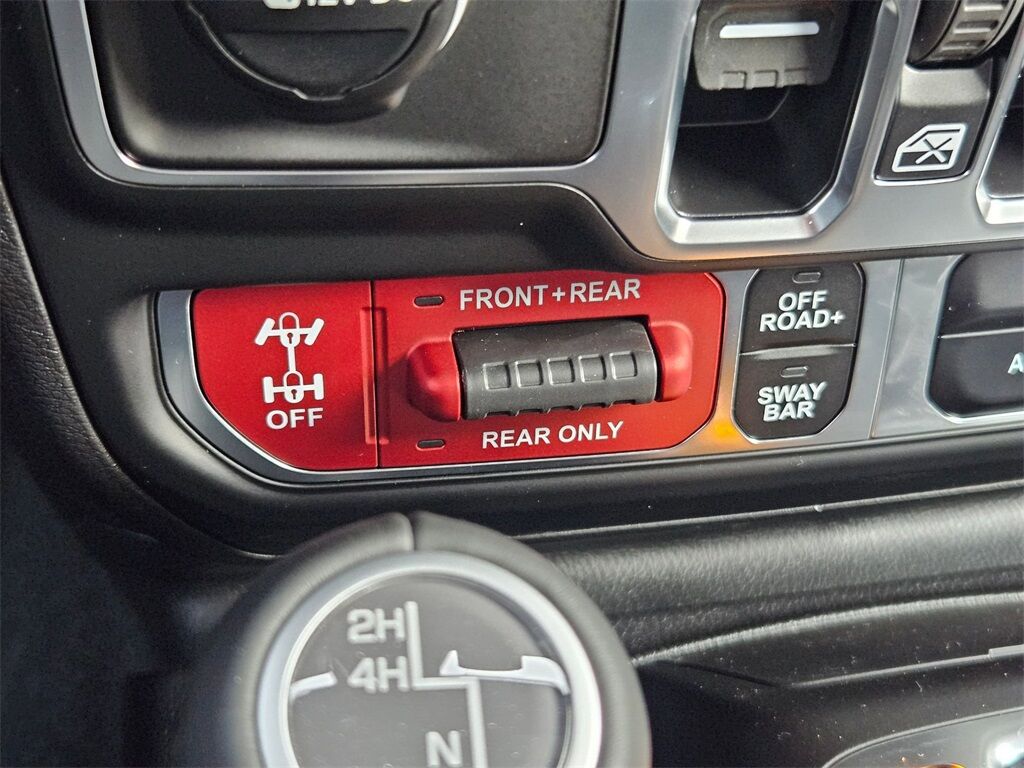 FRONT+REAR
OFF
REAR ONLY
OFF
ROAD+
SWAY
BAR
2H
4H
N